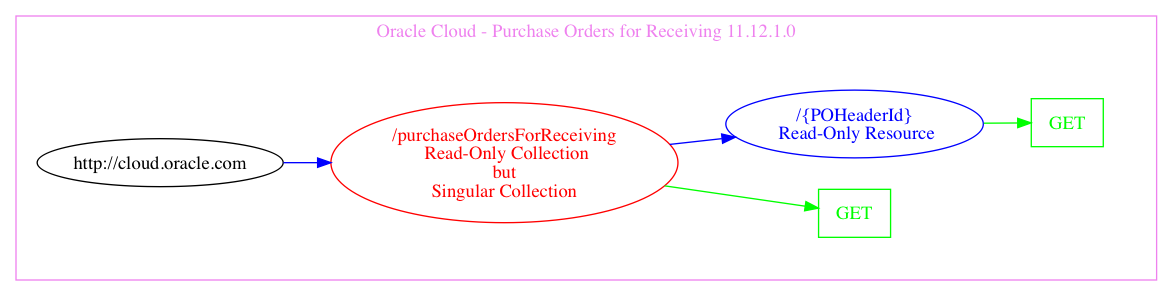 Oracle Cloud - Purchase Orders for Receiving 11.12.1.0
http://cloud.oracle.com
/purchaseOrdersForReceiving
Read-Only Collection
but
Singular Collection
/{POHeaderId}
Read-Only Resource
GET
GET